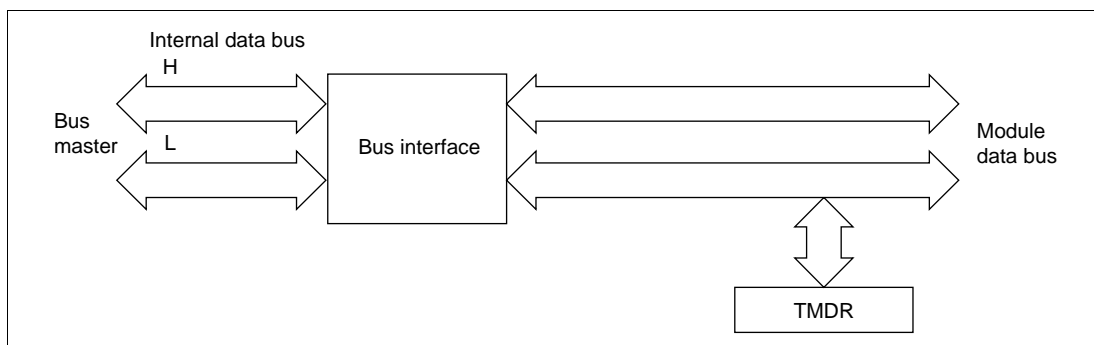 Internal data bus
H
Bus
master
L
Bus interface
Module
data bus
TMDR